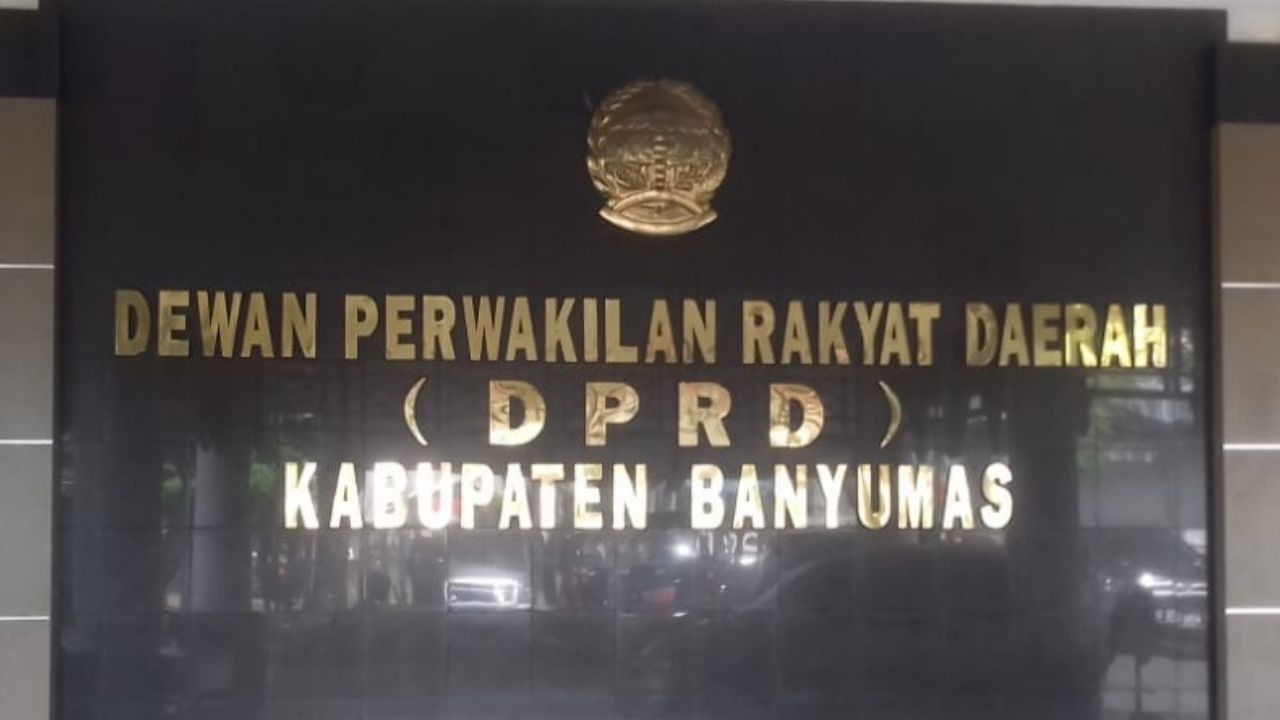 DEWAN PERWAKILAN RAKYAT DAERAH
( DPRD )
KABUPATEN BANYUMAS